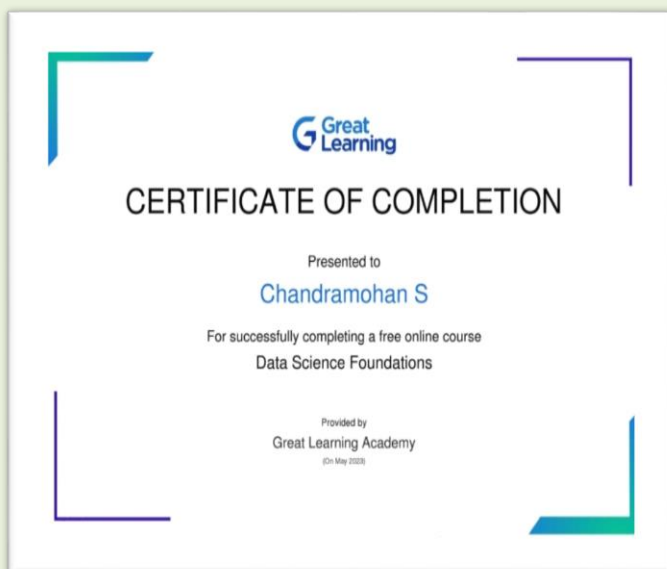 Great
Learning
CERTIFICATE OF COMPLETION
Presented to
Chandramohan S
For successfully completing a free online course
Data Science Foundations
Provided by
Great Learning Academy
(On May 2023)